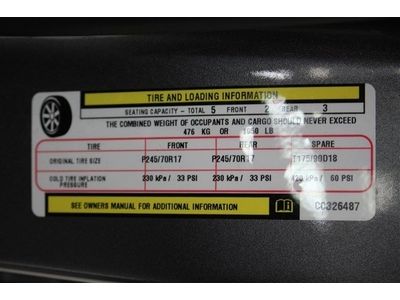 TIRE AND LOADING INFORMATION
SEATING CAPACITY - TOTAL 5 FRONT 2 REAR 3
THE COMBINED WEIGHT OF OCCUPANTS AND CARGO SHOULD NEVER EXCEED
476 KG OR 1050 LB
TIRE FRONT REAR SPARE
ORIGINAL TIRE SIZE P245/70R17 P245/70R17 T175/90D18
COLD TIRE INFLATION PRESSURE 230 kPa/ 33 PSI 230 kPa/ 33 PSI 420 kPa/ 60 PSI
SEE OWNERS MANUAL FOR ADDITIONAL INFORMATION CC326487